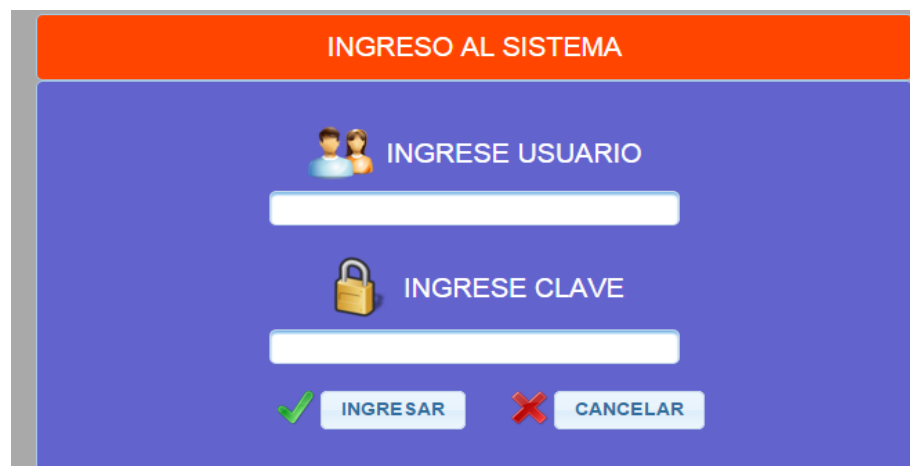 INGRESO AL SISTEMA
INGRESE USUARIO
INGRESE CLAVE
INGRESAR CANCELAR